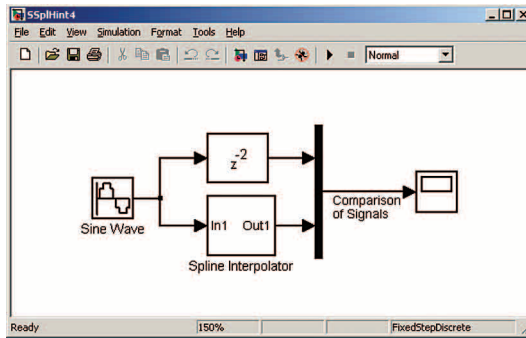 SSplHint4
File Edit View Simulation Format Tools Help
Normal
z-2
Sine Wave
In1 Out1
Spline Interpolator
Comparison
of Signals
Ready 150% FixedStepDiscrete